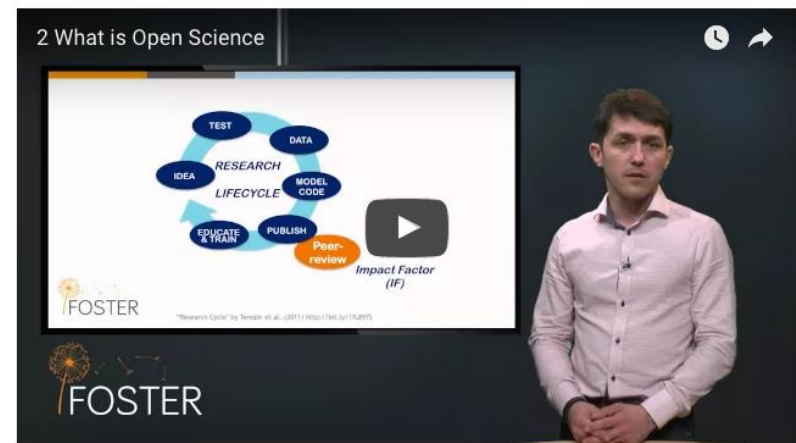 2 What is Open Science
TEST
DATA
RESEARCH
IDEA
MODEL
CODE
LIFECYCLE
EDUCATE
& TRAIN
PUBLISH
Peer-
review
Impact Factor
(IF)
FOSTER
"Research Cycle" by Tenopir et al.,(2011)
FOSTER